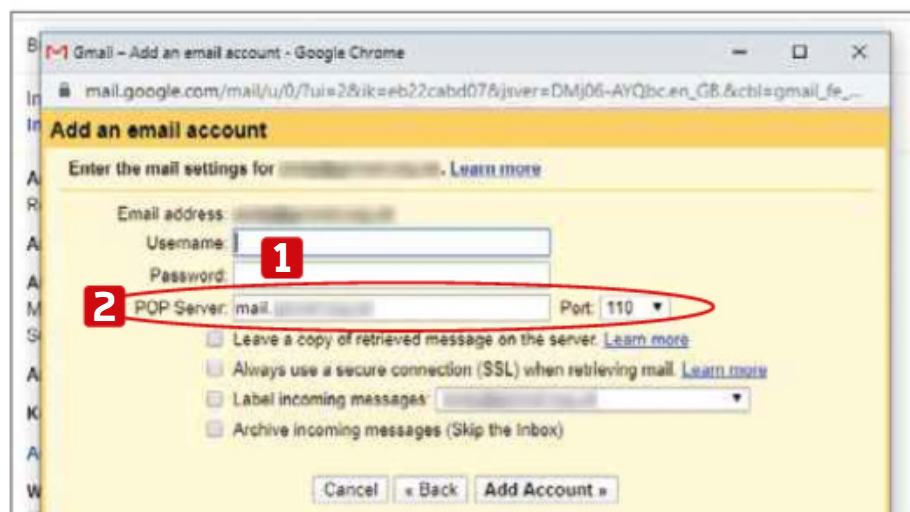 Gmail – Add an email account - Google Chrome
mail.google.com/mail/u/0/?ui=2&ik=eb22cabd07&jsver=DMj06-AYQbc.en_GB.&cbl=gmail_fe_...
Add an email account
Enter the mail settings for . Learn more
Email address:
Username:
1
Password:
2 POP Server: mail. Port: 110
Leave a copy of retrieved message on the server. Learn more
Always use a secure connection (SSL) when retrieving mail. Learn more
Label incoming messages:
Archive incoming messages (Skip the Inbox)
Cancel « Back Add Account »